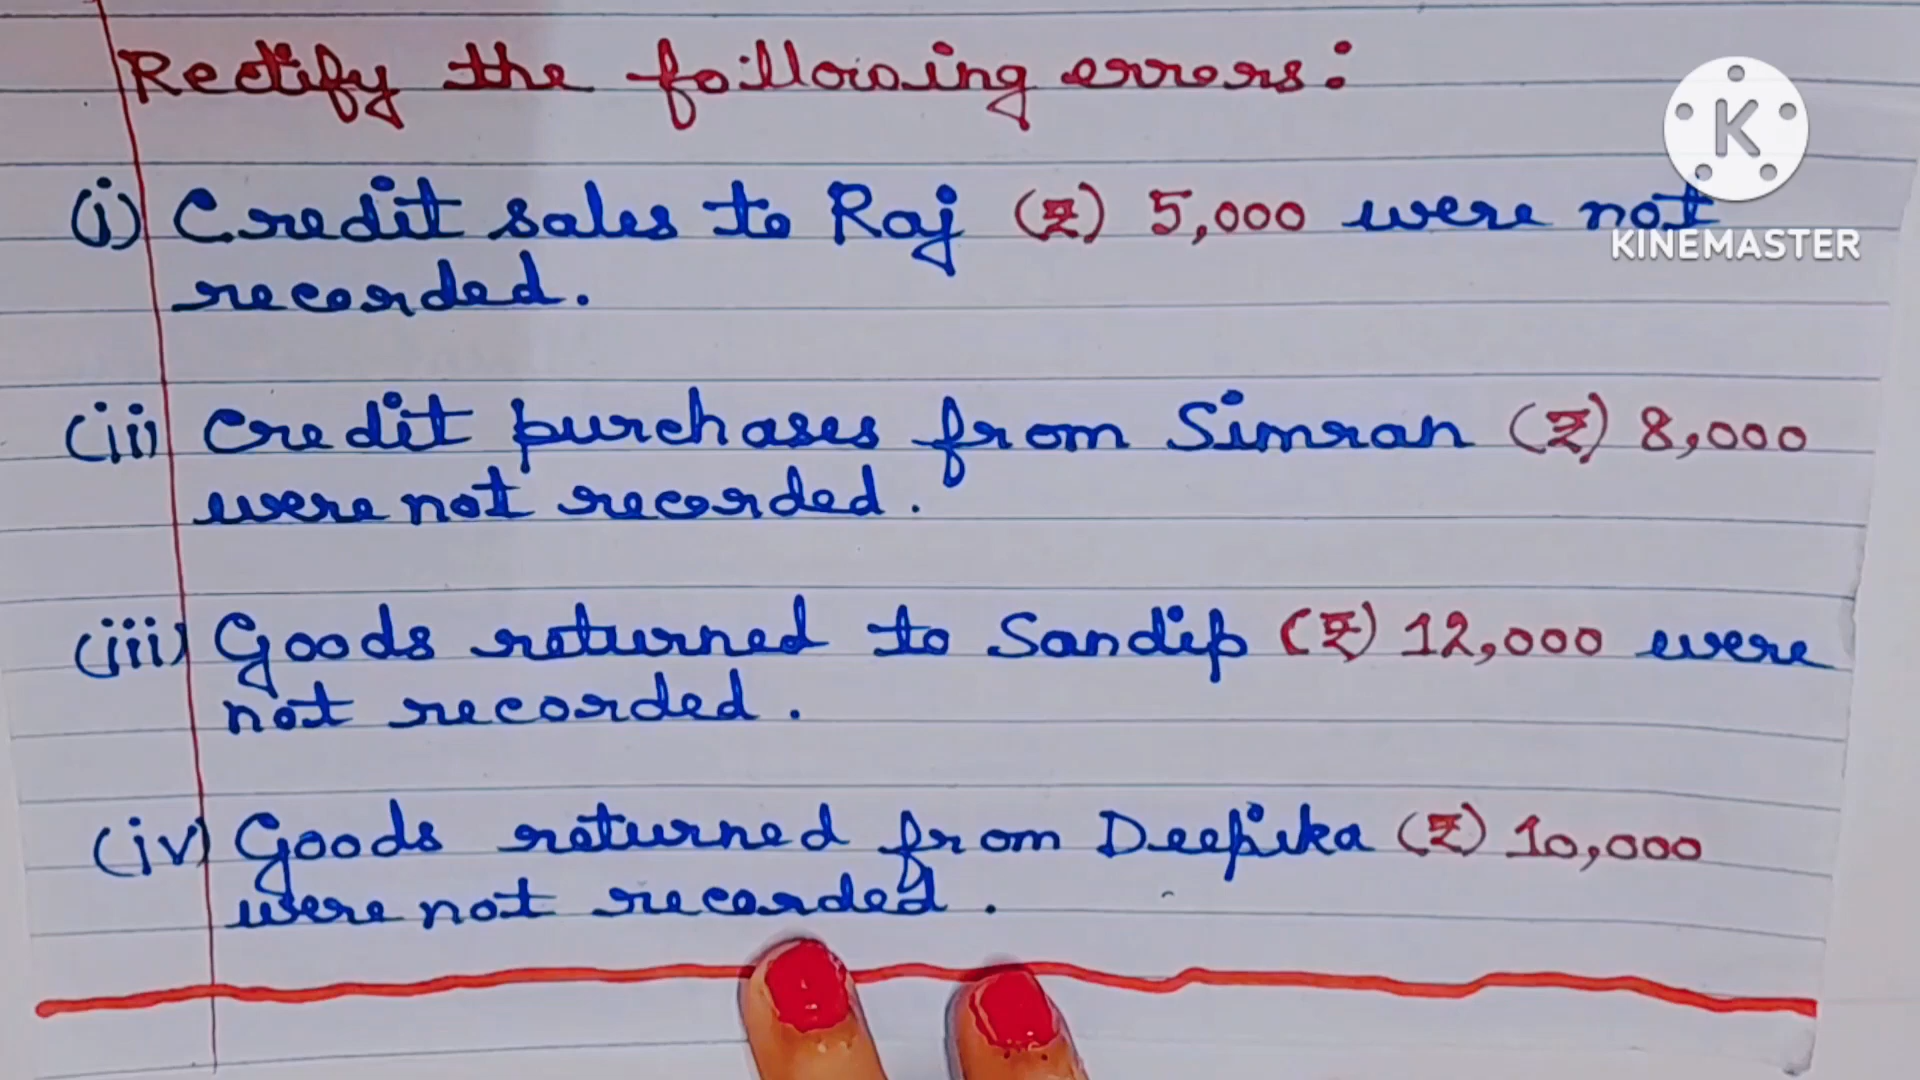 Rectify the following errors:
(i) Credit sales to Raj (₹) 5,000 were not
recorded.
(ii) Credit purchases from Simran (₹) 8,000
were not recorded.
(iii) Goods returned to Sandip (₹) 12,000 were
not recorded.
(iv) Goods returned from Deepika (₹) 10,000
were not recorded.
K
KINEMASTER